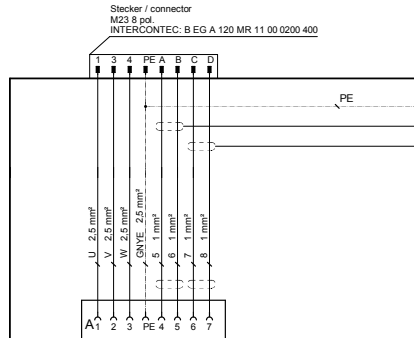 Stecker / connector
M23 8 pol.
INTERCONTEC: B EG A 120 MR 11 00 0200 400
1 3 4 PE A B C D
PE
U 2,5 mm²
V 2,5 mm²
W 2,5 mm²
GNYE 2,5 mm²
5 1 mm²
6 1 mm²
7 1 mm²
8 1 mm²
A1 2 3 PE 4 5 6 7